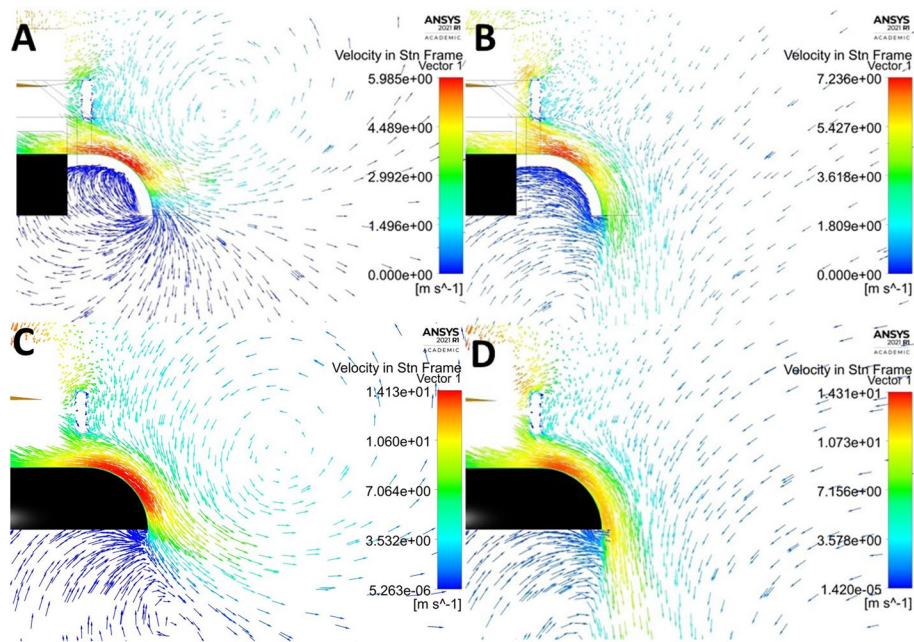 A
ANSYS
2021 R1
ACADEMIC
Velocity in Stn Frame
Vector 1
5.985e+00
4.489e+00
2.992e+00
1.496e+00
0.000e+00
[m s^-1]
B
ANSYS
2021 R1
ACADEMIC
Velocity in Stn Frame
Vector 1
7.236e+00
5.427e+00
3.618e+00
1.809e+00
0.000e+00
[m s^-1]
C
ANSYS
2021 R1
ACADEMIC
Velocity in Stn Frame
Vector 1
1.413e+01
1.060e+01
7.064e+00
3.532e+00
5.263e-06
[m s^-1]
D
ANSYS
2021 R1
ACADEMIC
Velocity in Stn Frame
Vector 1
1.431e+01
1.073e+01
7.156e+00
3.578e+00
1.420e-05
[m s^-1]